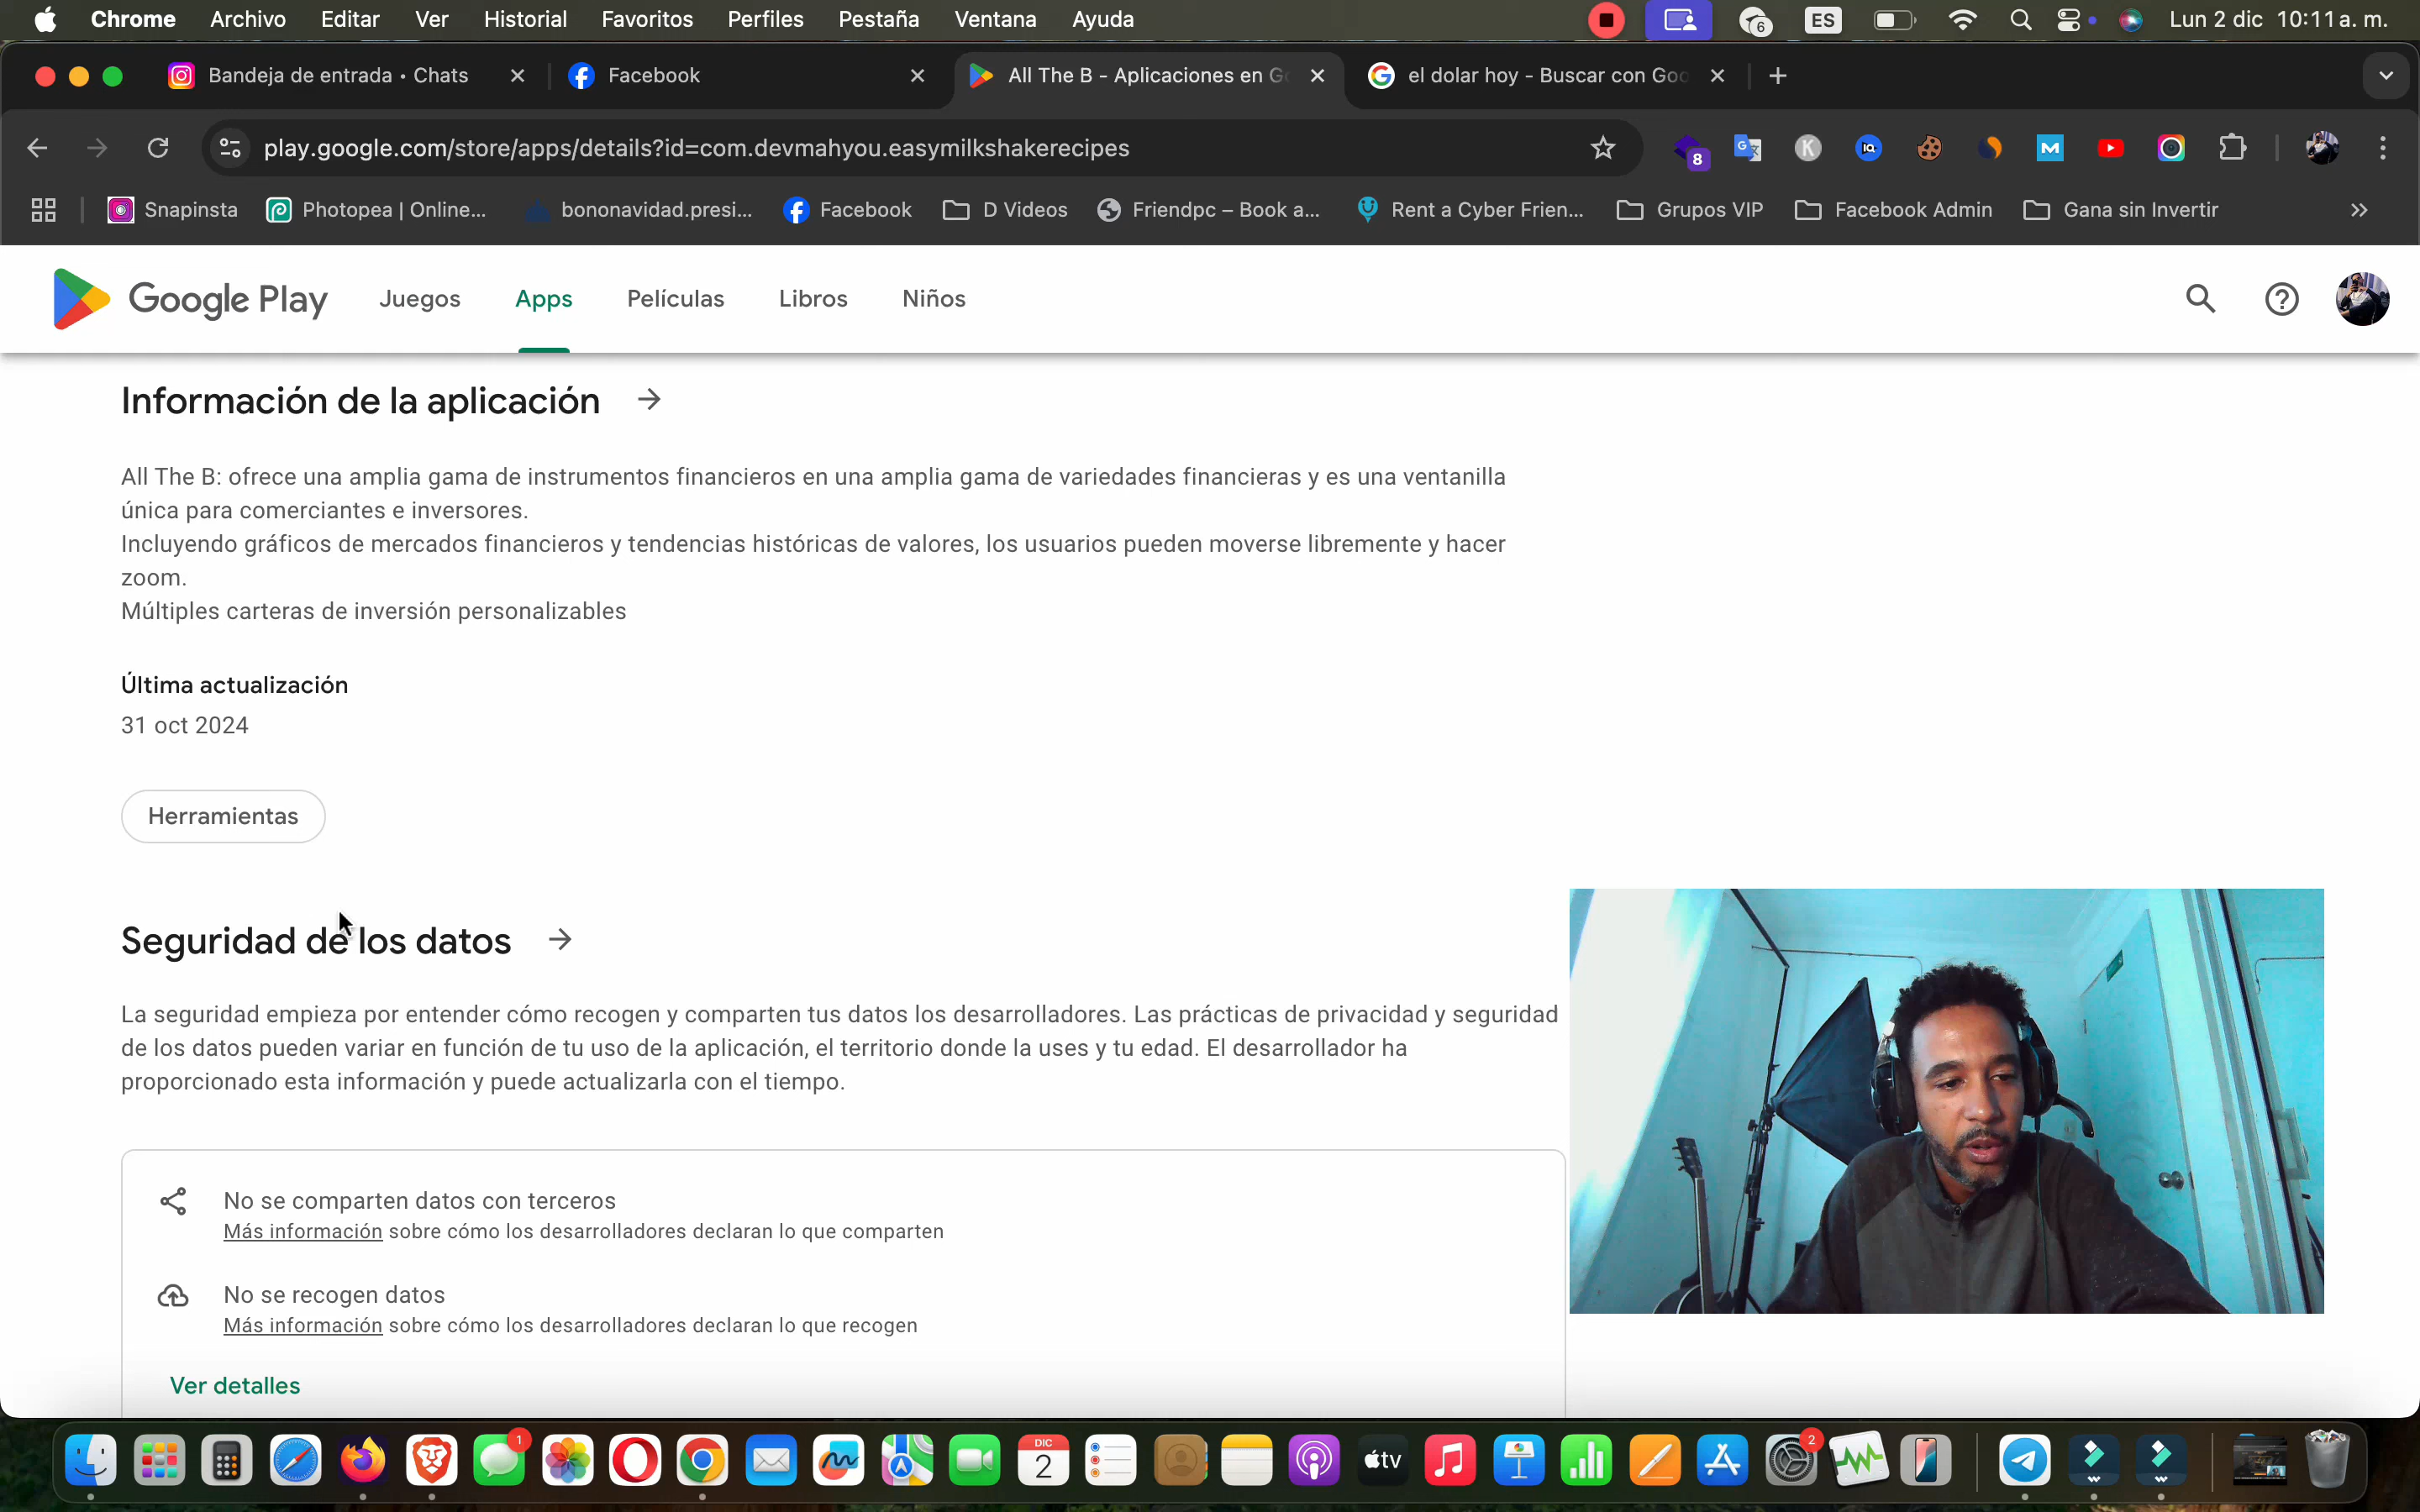 Chrome Archivo Editar Ver Historial Favoritos Perfiles Pestaña Ventana Ayuda 6 ES Lun 2 dic 10:11 a. m.
Bandeja de entrada • Chats Facebook All The B - Aplicaciones en Go el dolar hoy - Buscar con Goo
play.google.com/store/apps/details?id=com.devmahyou.easymilkshakerecipes 8 K IQ M
Snapinsta Photopea | Online... bononavidad.presi... Facebook D Videos Friendpc – Book a... Rent a Cyber Frien... Grupos VIP Facebook Admin Gana sin Invertir
Google Play Juegos Apps Películas Libros Niños
Información de la aplicación
All The B: ofrece una amplia gama de instrumentos financieros en una amplia gama de variedades financieras y es una ventanilla
única para comerciantes e inversores.
Incluyendo gráficos de mercados financieros y tendencias históricas de valores, los usuarios pueden moverse libremente y hacer
zoom.
Múltiples carteras de inversión personalizables
Última actualización
31 oct 2024
Herramientas
Seguridad de los datos
La seguridad empieza por entender cómo recogen y comparten tus datos los desarrolladores. Las prácticas de privacidad y seguridad
de los datos pueden variar en función de tu uso de la aplicación, el territorio donde la uses y tu edad. El desarrollador ha
proporcionado esta información y puede actualizarla con el tiempo.
No se comparten datos con terceros
Más información sobre cómo los desarrolladores declaran lo que comparten
No se recogen datos
Más información sobre cómo los desarrolladores declaran lo que recogen
Ver detalles
1 DIC 2 tv 2